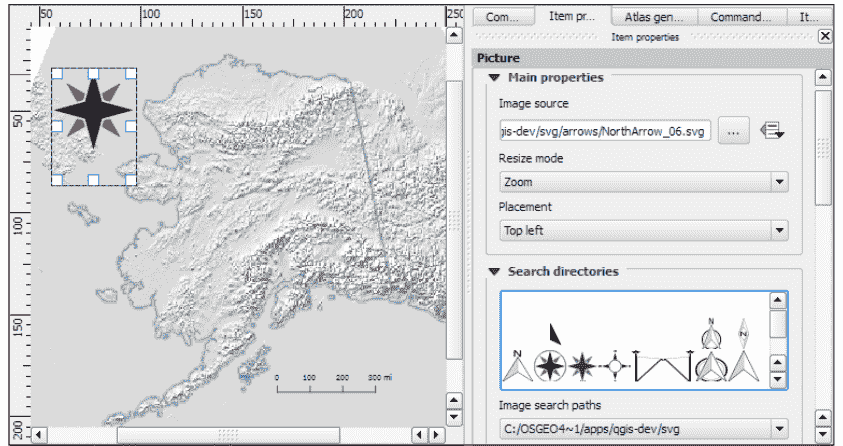 50 100 150 200 250
Com... Item pr... Atlas gen... Command... It...
Item properties
Picture
Main properties
Image source
gis-dev/svg/arrows/NorthArrow_06.svg ...
Resize mode
Zoom
Placement
Top left
Search directories
N
N
Image search paths
C:/OSGEO4~1/apps/qgis-dev/svg
50
100
150
200
0 100 200 300 mi